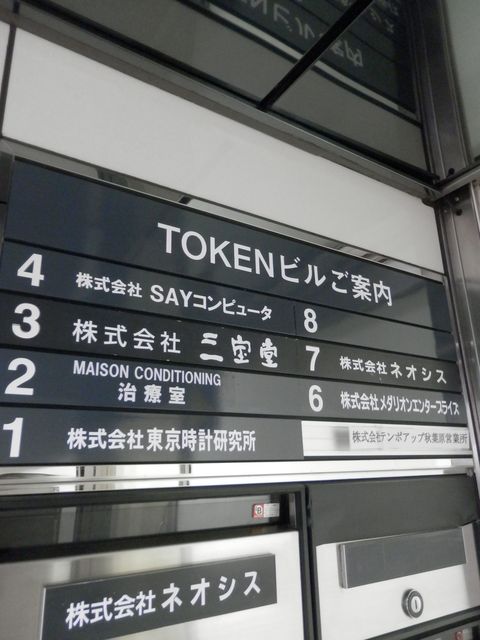 TOKENビルご案内
4 株式会社 SAYコンピュータ
3 株式会社 三宝堂
2 MAISON CONDITIONING
治療室
1 株式会社東京時計研究所
8
7 株式会社 ネオシス
6 株式会社メダリオンエンタープライズ
株式会社テンポアップ秋葉原営業所
株式会社 ネオシス